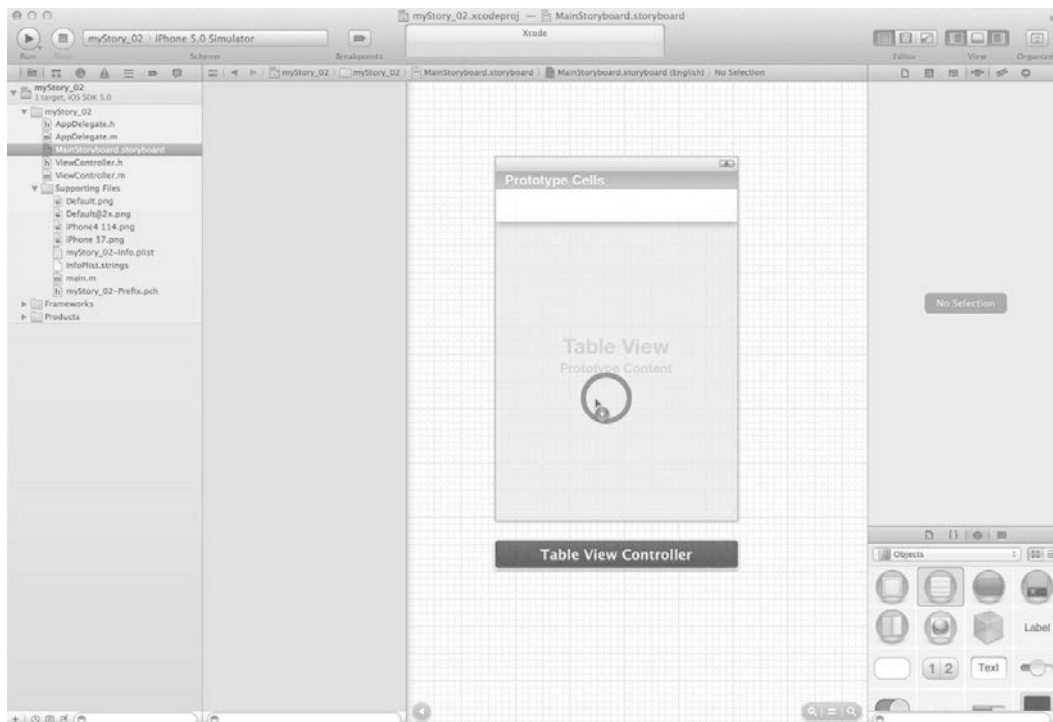 myStory_02.xcodeproj — MainStoryboard.storyboard
myStory_02 › iPhone 5.0 Simulator
Xcode
Run Stop Scheme Breakpoints Editor View Organizer
myStory_02 › myStory_02 › MainStoryboard.storyboard › MainStoryboard.storyboard (English) › No Selection
myStory_02
1 target, iOS SDK 5.0
myStory_02
AppDelegate.h
AppDelegate.m
MainStoryboard.storyboard
ViewController.h
ViewController.m
Supporting Files
Default.png
Default@2x.png
iPhone4 114.png
iPhone 57.png
myStory_02-Info.plist
InfoPlist.strings
main.m
myStory_02-Prefix.pch
Frameworks
Products
Prototype Cells
Table View
Prototype Content
Table View Controller
No Selection
Objects
Label
1 2 Text